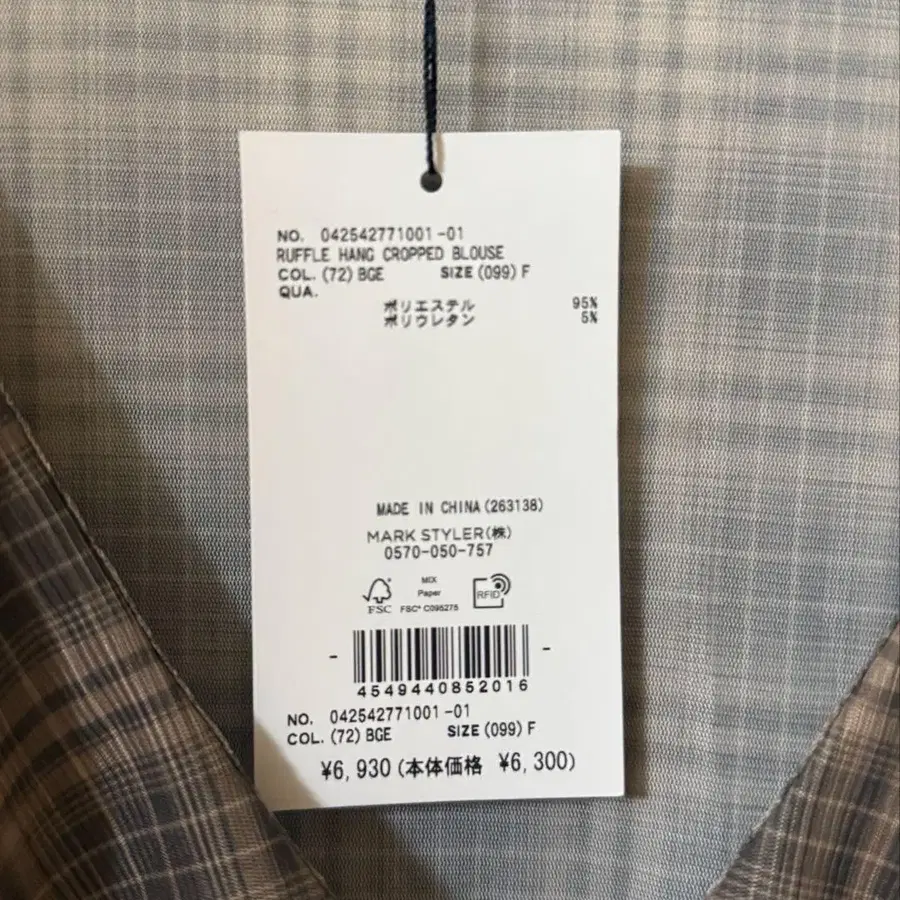 NO. 042542771001-01
RUFFLE HANG CROPPED BLOUSE
COL. (72) BGE SIZE (099) F
QUA.
ポリエステル 95%
ポリウレタン 5%
MADE IN CHINA (263138)
MARK STYLER(株)
0570-050-757
MIX
Paper
FSC FSC® C095275
RFID
4549440852016
NO. 042542771001-01
COL. (72) BGE SIZE (099) F
¥6,930 (本体価格 ¥6,300)